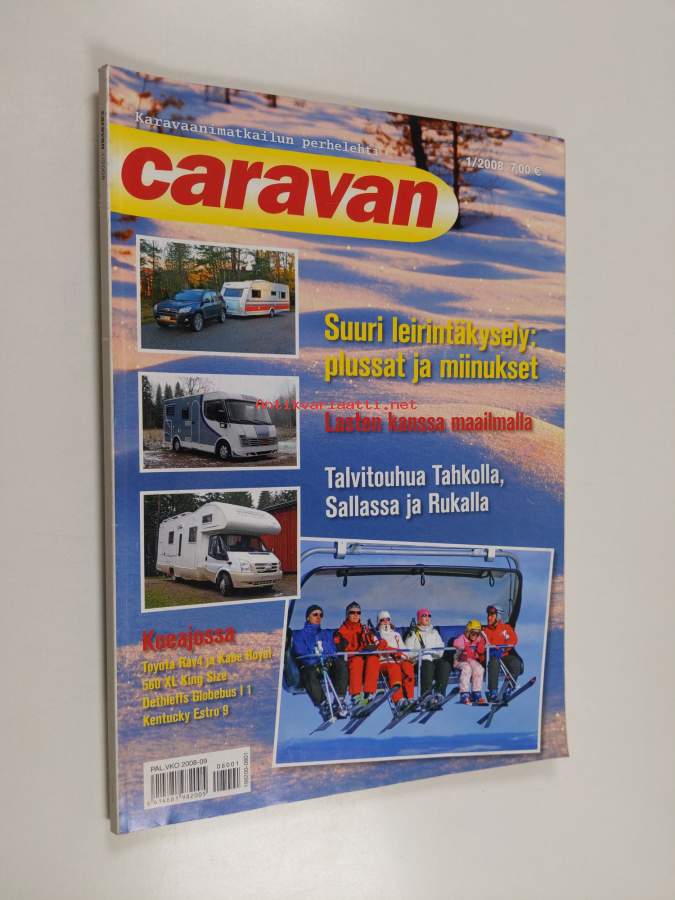 Karavaanimatkailun perhelehti
caravan
1/2008 7,00 €
Suuri leirintäkysely:
plussat ja miinukset
Antikvariaatti.net
Lasten kanssa maailmalla
Talvitouhua Tahkolla,
Sallassa ja Rukalla
Koeajossa
Toyota Rav4 ja Kabe Royal
560 XL King Size
Dethleffs Globebus I 1
Kentucky Estro 9
PAL.VKO 2008-09
08001